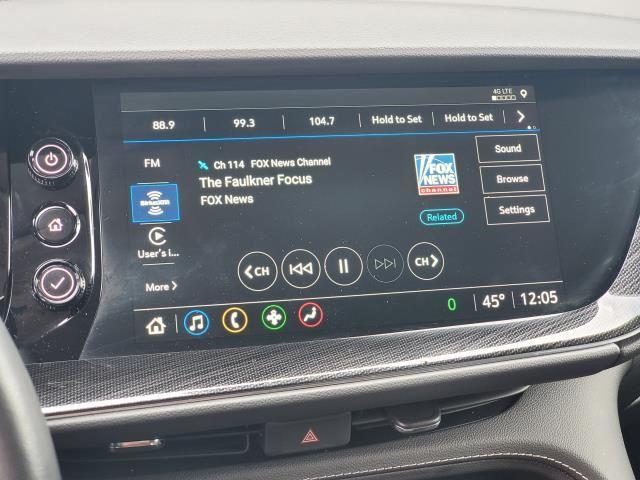 4G LTE
88.9 99.3 104.7 Hold to Set Hold to Set
FM
Ch 114 FOX News Channel
The Faulkner Focus
FOX News
FOX
NEWS
channel
Related
Sound
Browse
Settings
SiriusXM
User's i...
More
CH
CH
0 45° 12:05